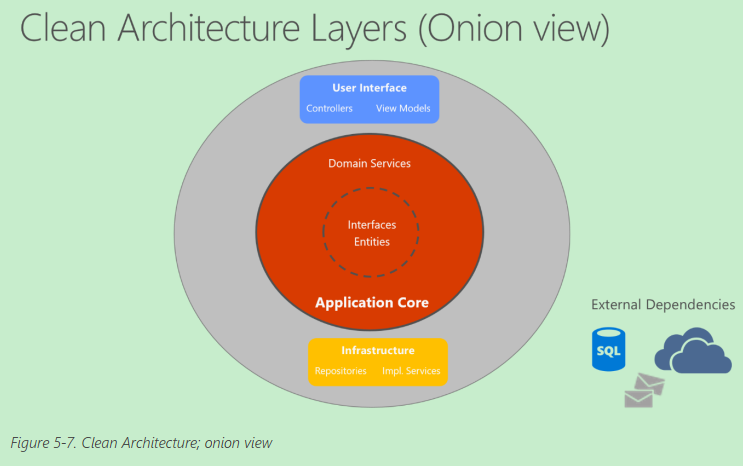 Clean Architecture Layers (Onion view)
User Interface
Controllers View Models
Domain Services
Interfaces
Entities
Application Core
Infrastructure
Repositories Impl. Services
External Dependencies
SQL
Figure 5-7. Clean Architecture; onion view